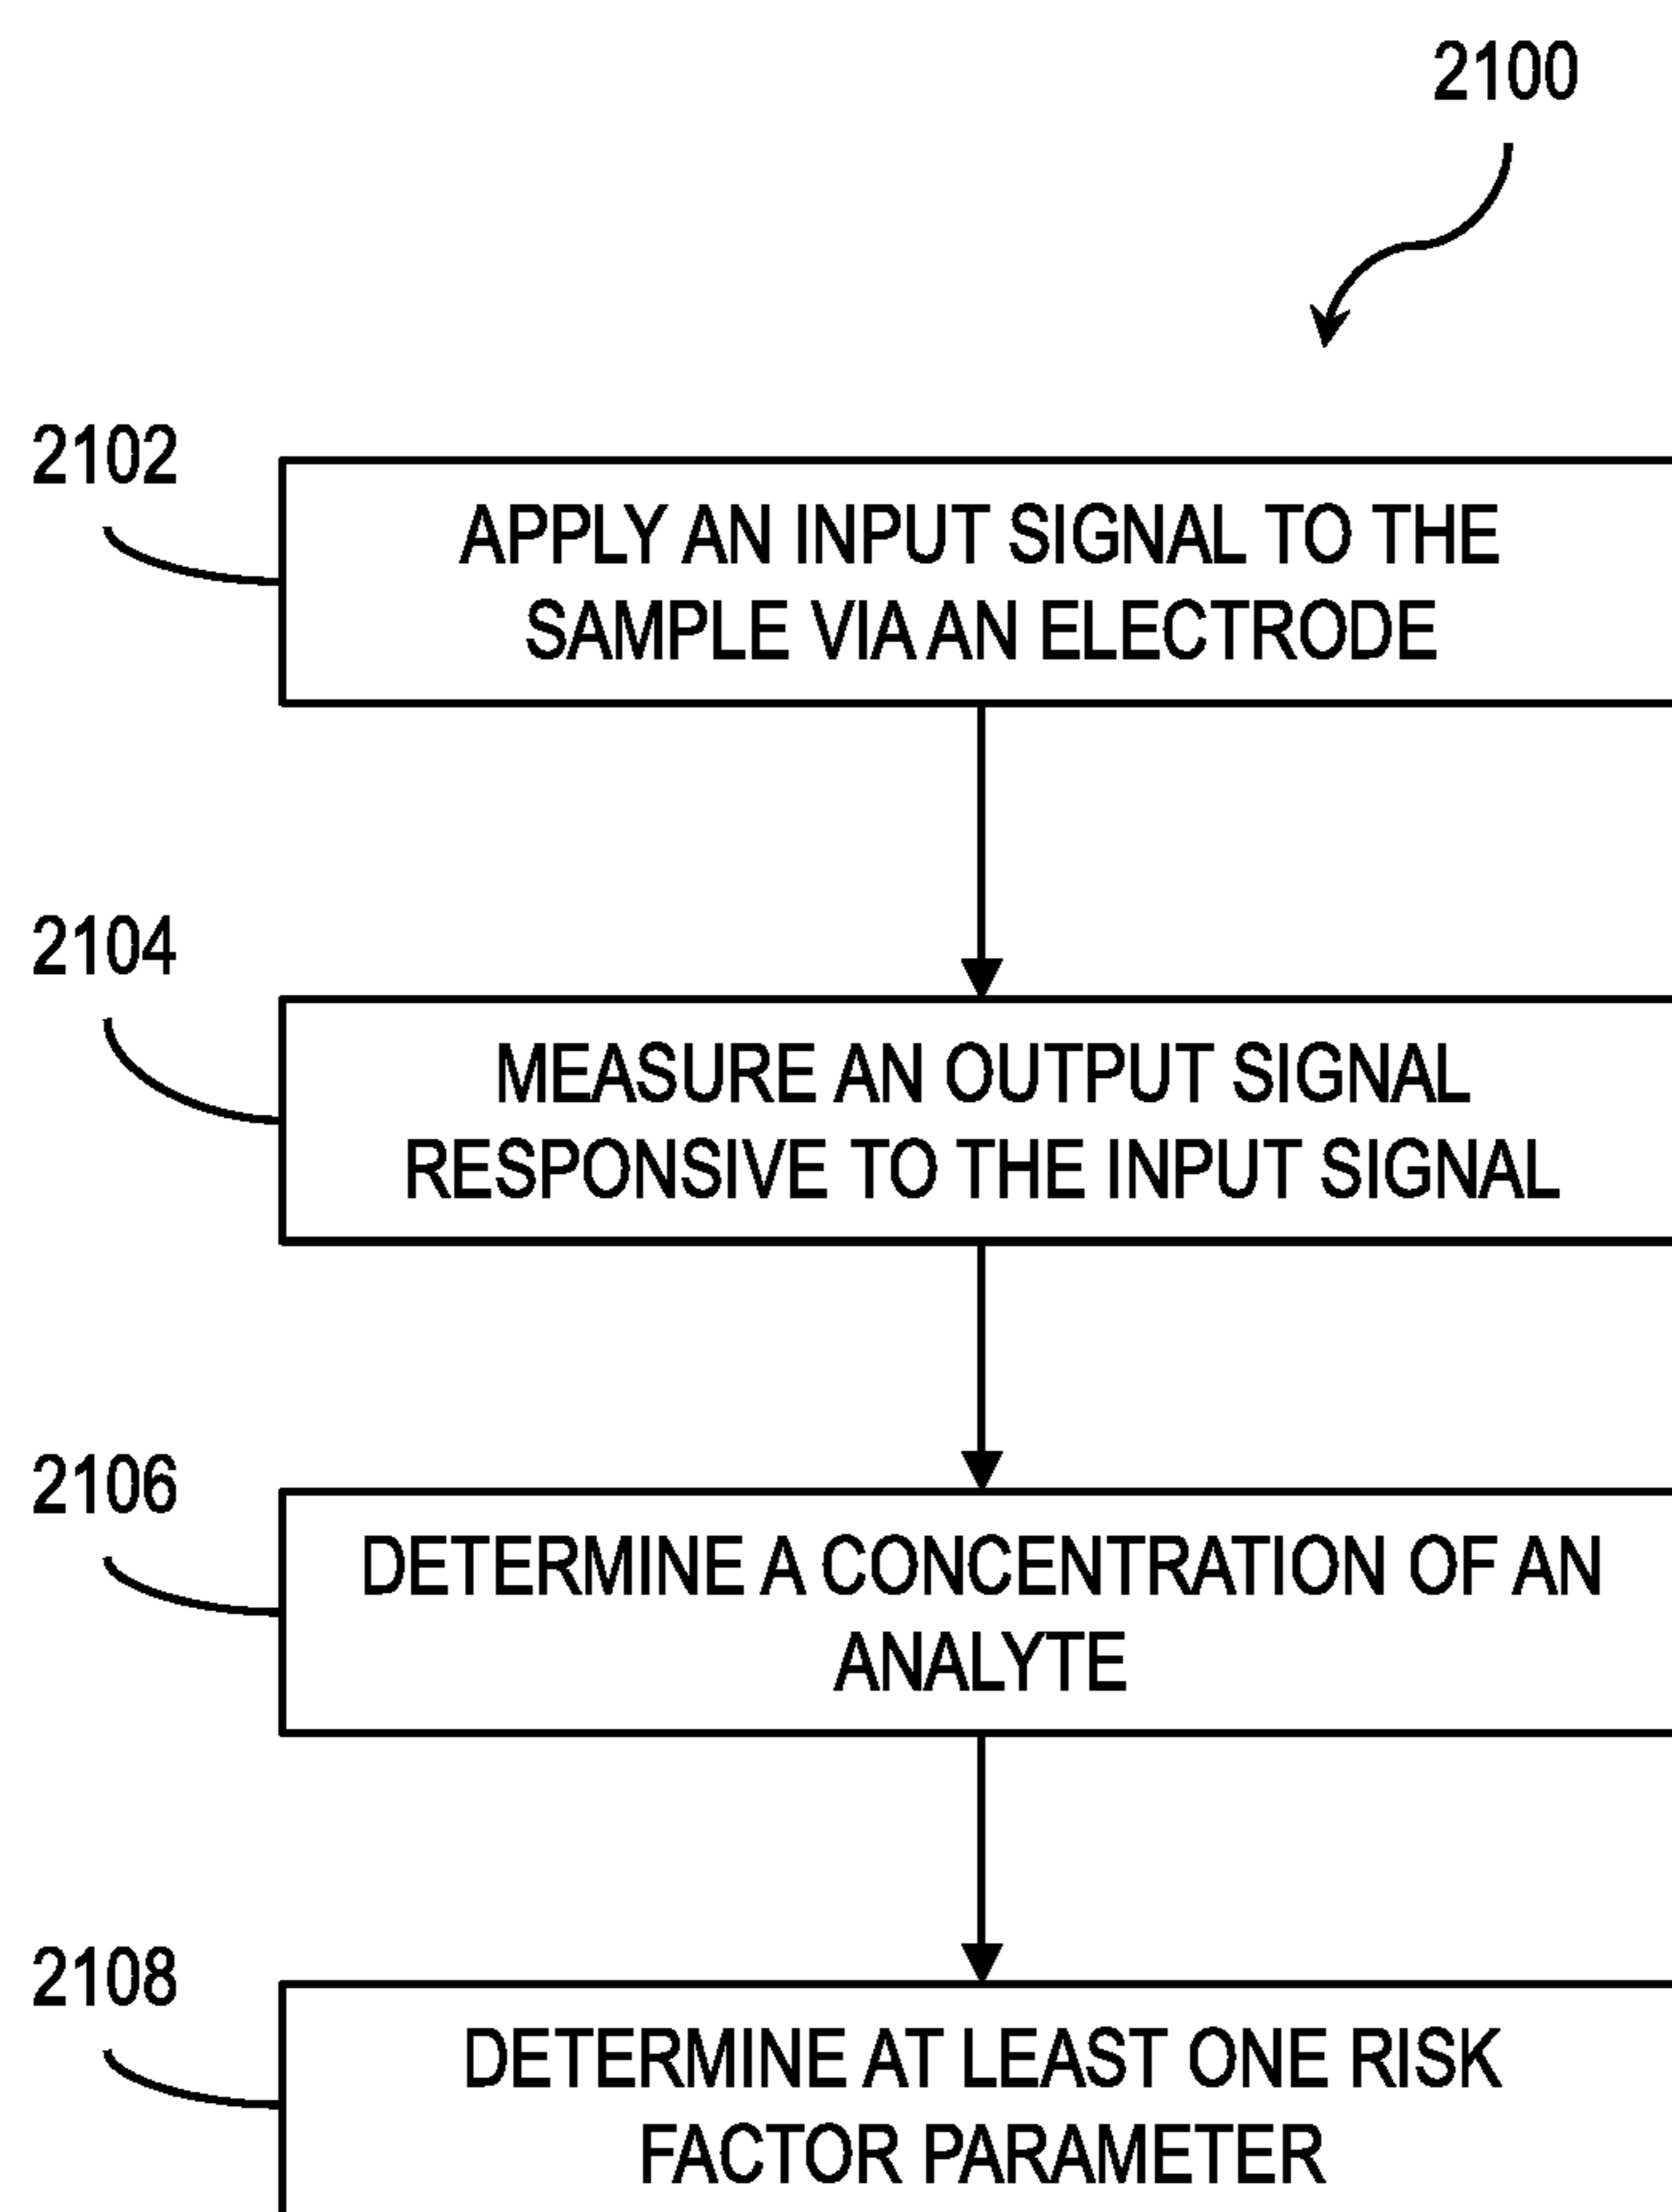 2100
2102
APPLY AN INPUT SIGNAL TO THE
SAMPLE VIA AN ELECTRODE
2104
MEASURE AN OUTPUT SIGNAL
RESPONSIVE TO THE INPUT SIGNAL
2106
DETERMINE A CONCENTRATION OF AN
ANALYTE
2108
DETERMINE AT LEAST ONE RISK
FACTOR PARAMETER